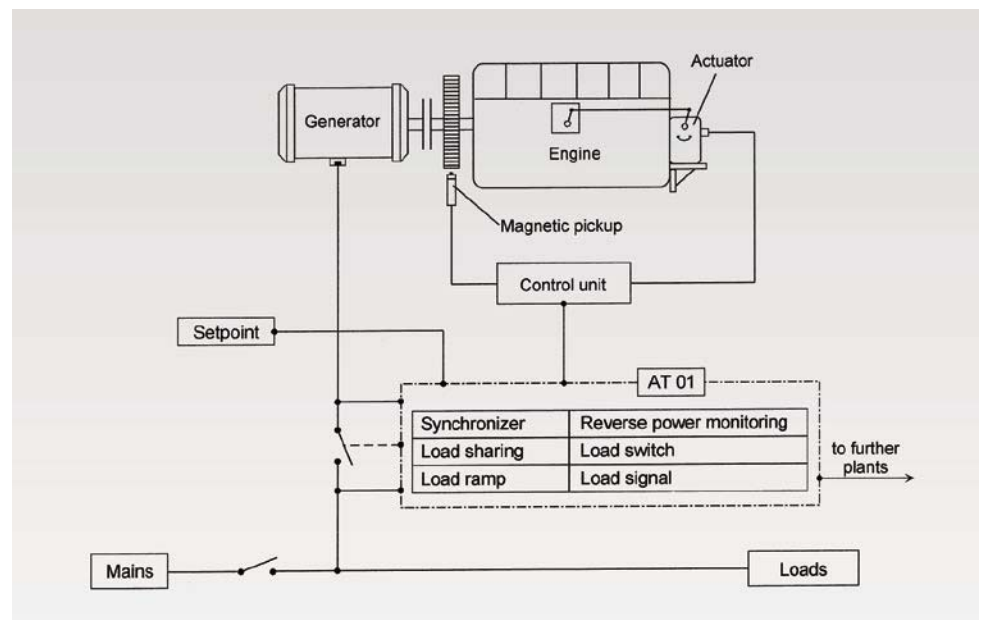 Actuator
Generator
Engine
Magnetic pickup
Control unit
Setpoint
AT 01
Synchronizer Reverse power monitoring
Load sharing Load switch
Load ramp Load signal
to further
plants
Mains
Loads